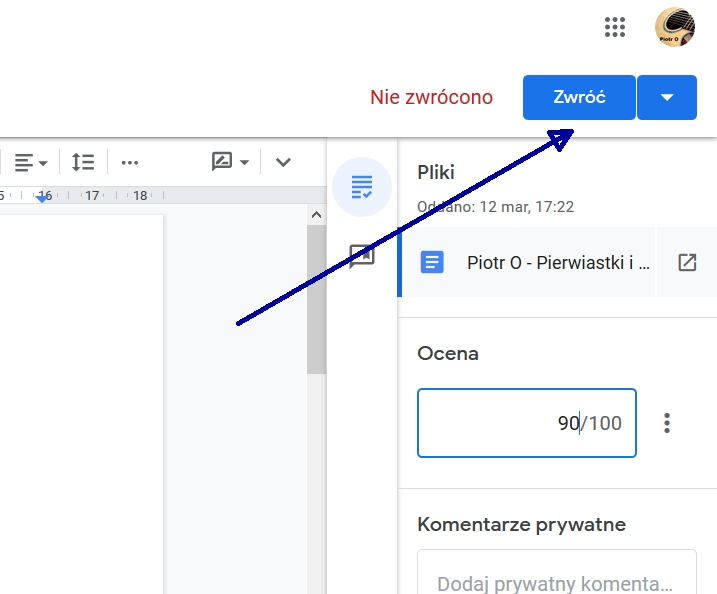 Piotr O
Nie zwrócono
Zwróć
16 17 18
Pliki
Oddano: 12 mar, 17:22
Piotr O - Pierwiastki i ...
Ocena
90/100
Komentarze prywatne
Dodaj prywatny komenta...